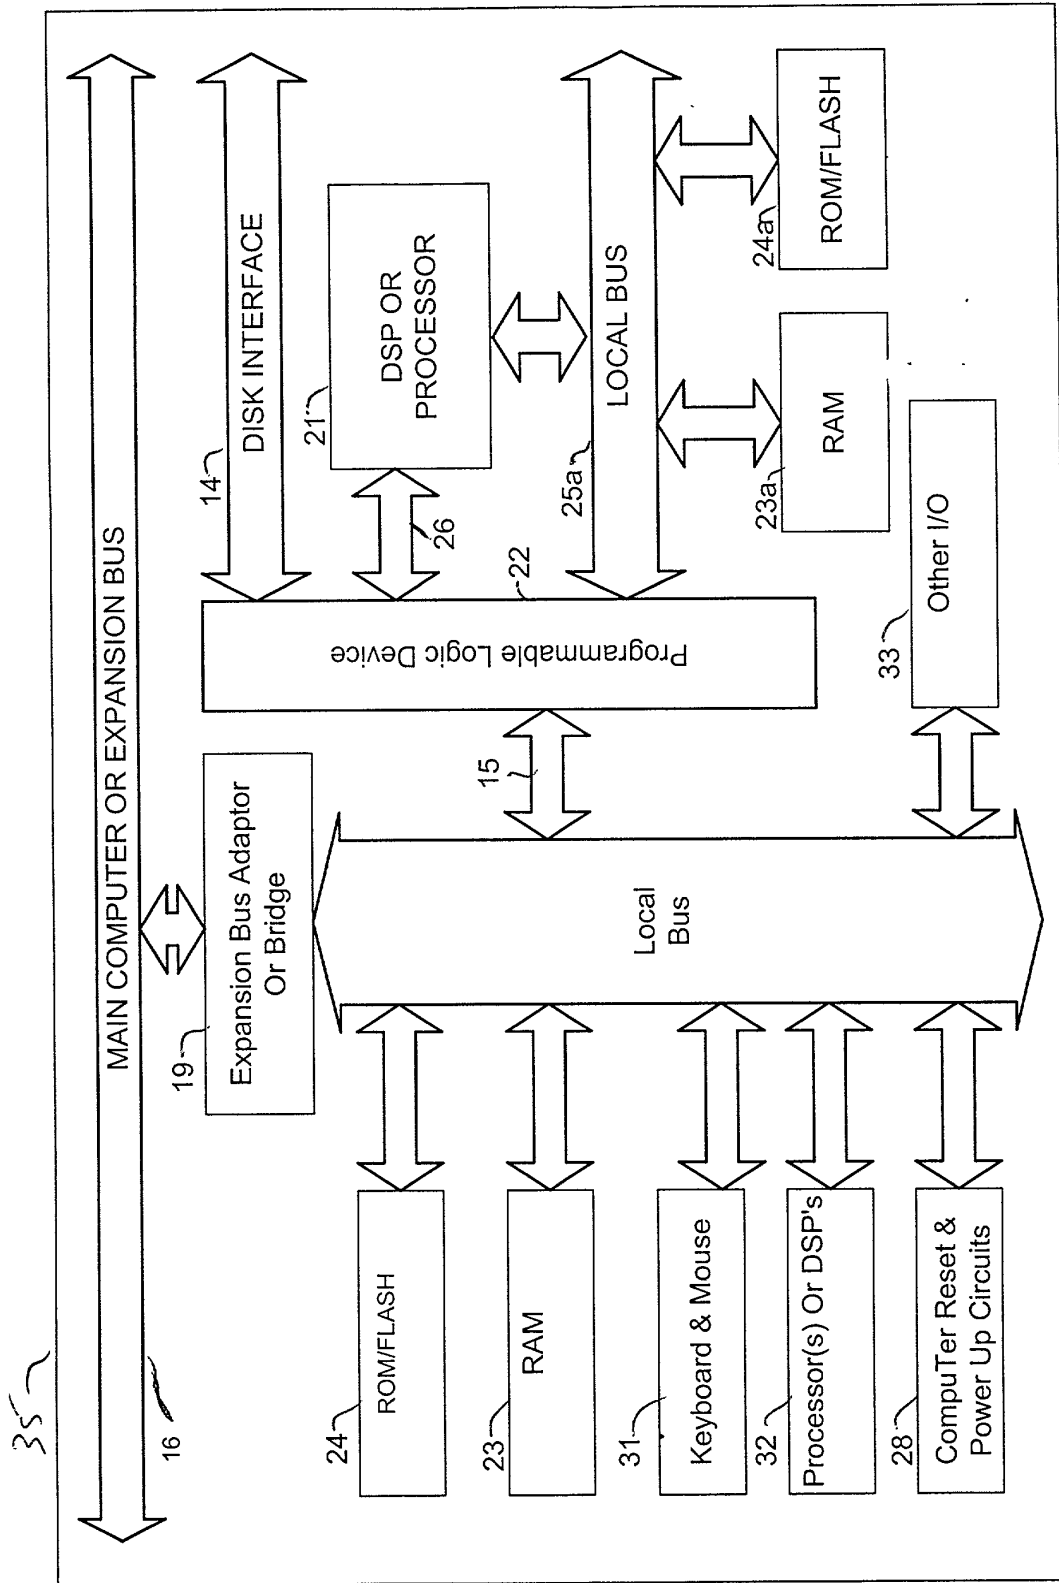 35
MAIN COMPUTER OR EXPANSION BUS
16
14
DISK INTERFACE
19
Expansion Bus Adaptor
Or Bridge
21
DSP OR
PROCESSOR
26
22
Programmable Logic Device
25a
LOCAL BUS
15
Local
Bus
24
ROM/FLASH
23
RAM
31
Keyboard & Mouse
32
Processor(s) Or DSP's
28
CompuTer Reset &
Power Up Circuits
33
Other I/O
23a
RAM
24a
ROM/FLASH